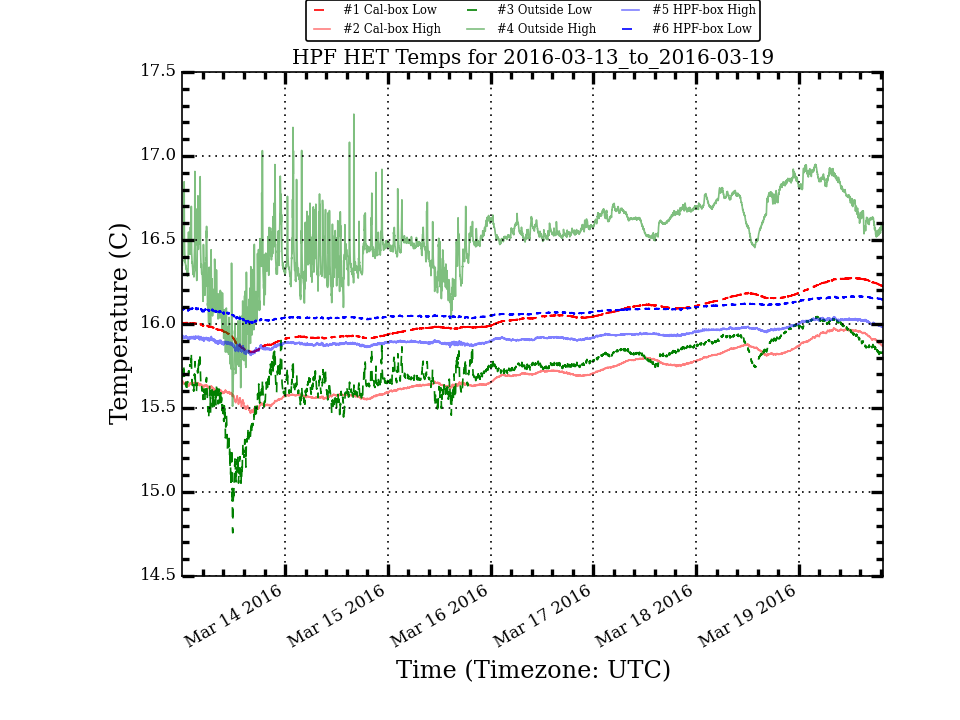 #1 Cal-box Low #3 Outside Low #5 HPF-box High
#2 Cal-box High #4 Outside High #6 HPF-box Low
HPF HET Temps for 2016-03-13_to_2016-03-19
17.5
17.0
16.5
16.0
15.5
15.0
14.5
Temperature (C)
Mar 14 2016 Mar 15 2016 Mar 16 2016 Mar 17 2016 Mar 18 2016 Mar 19 2016
Time (Timezone: UTC)